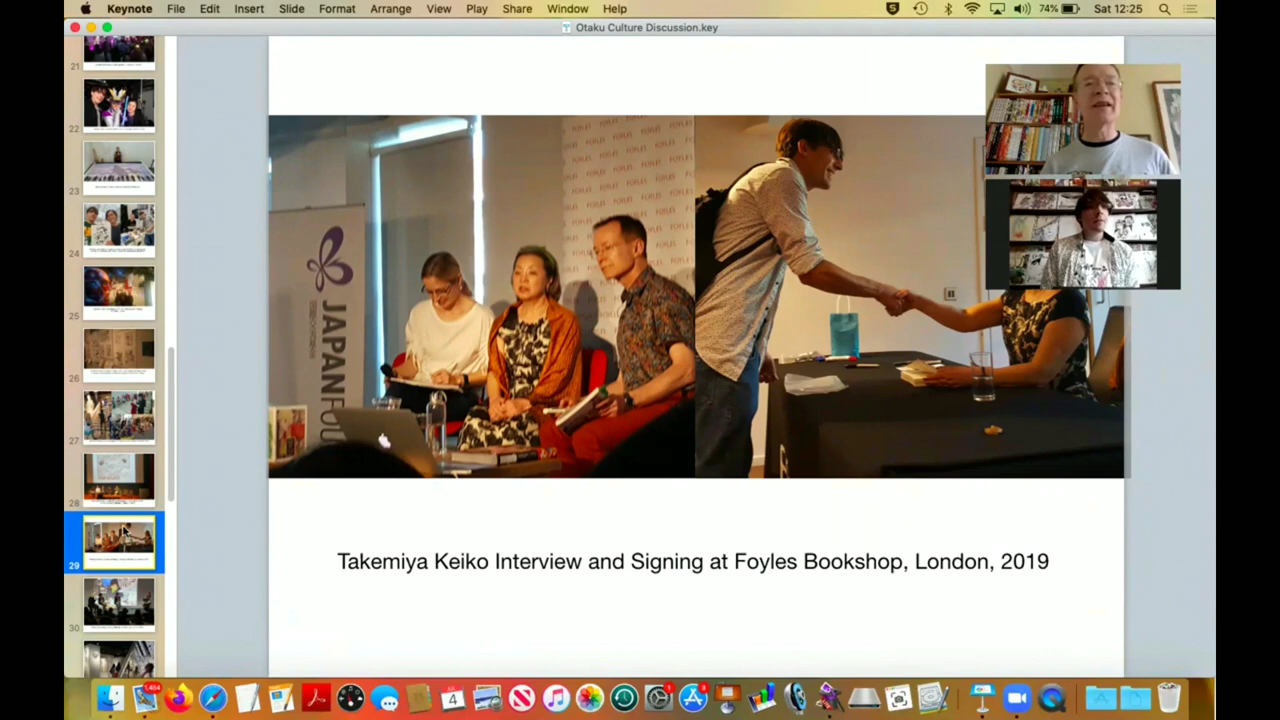 Keynote File Edit Insert Slide Format Arrange View Play Share Window Help 74% Sat 12:25
Otaku Culture Discussion.key
21
22
23
24
25
26
27
28
29
30
FOYLES
JAPANFOU
Takemiya Keiko Interview and Signing at Foyles Bookshop, London, 2019
4